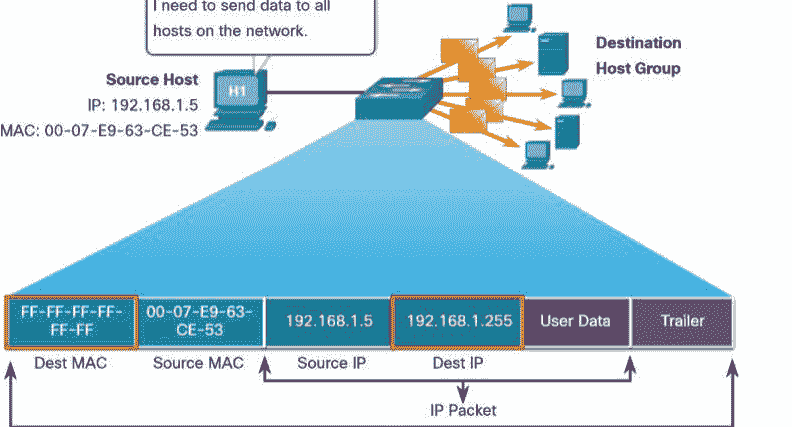 I need to send data to all
hosts on the network.
Source Host
IP: 192.168.1.5
MAC: 00-07-E9-63-CE-53
H1
Destination
Host Group
FF-FF-FF-FF-
FF-FF
00-07-E9-63-
CE-53
192.168.1.5
192.168.1.255
User Data
Trailer
Dest MAC
Source MAC
Source IP
Dest IP
IP Packet